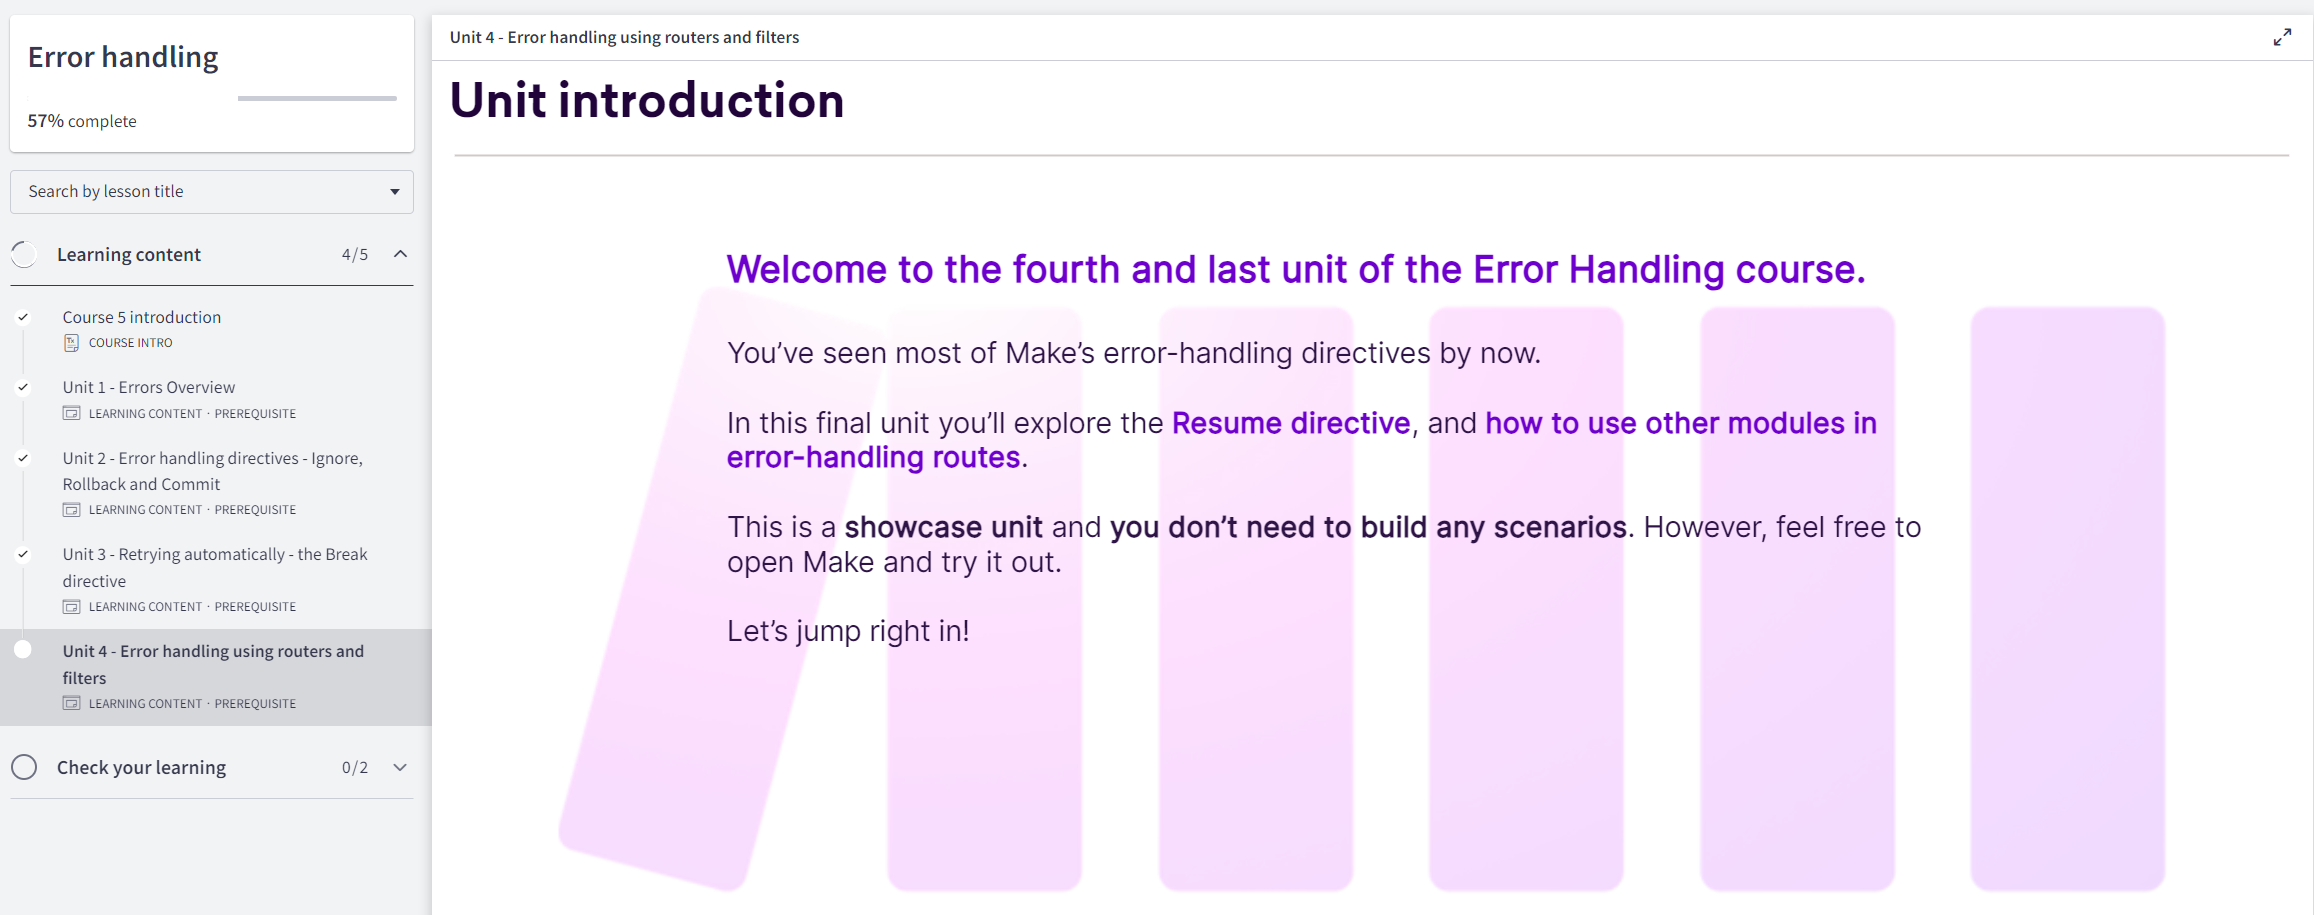 Error handling
57% complete
Search by lesson title
Learning content 4/5
Course 5 introduction
COURSE INTRO
Unit 1 - Errors Overview
LEARNING CONTENT · PREREQUISITE
Unit 2 - Error handling directives - Ignore,
Rollback and Commit
LEARNING CONTENT · PREREQUISITE
Unit 3 - Retrying automatically - the Break
directive
LEARNING CONTENT · PREREQUISITE
Unit 4 - Error handling using routers and
filters
LEARNING CONTENT · PREREQUISITE
Check your learning 0/2
Unit 4 - Error handling using routers and filters
Unit introduction
Welcome to the fourth and last unit of the Error Handling course.
You’ve seen most of Make’s error-handling directives by now.
In this final unit you’ll explore the Resume directive, and how to use other modules in
error-handling routes.
This is a showcase unit and you don’t need to build any scenarios. However, feel free to
open Make and try it out.
Let’s jump right in!